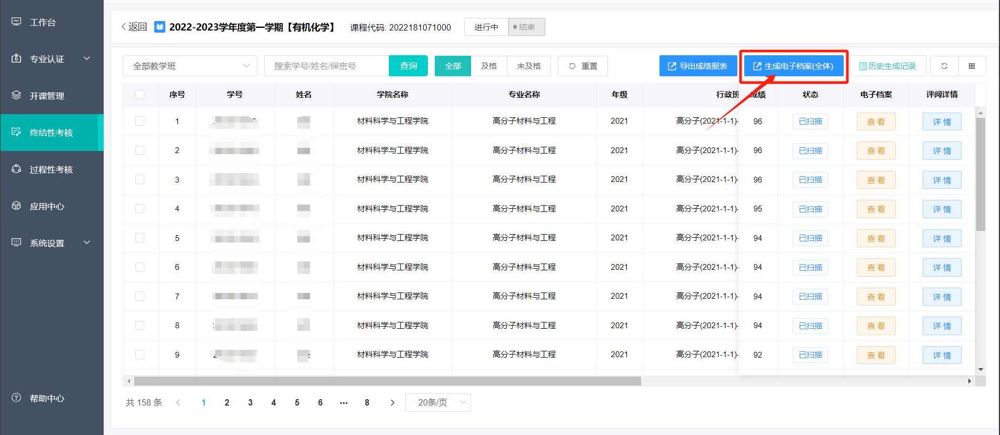 工作台
专业认证
开课管理
终结性考核
过程性考核
应用中心
系统设置
帮助中心
返回 2022-2023学年度第一学期【有机化学】 课程代码: 2022181071000 进行中 结束
全部教学班 搜索学号/姓名/保密号 查询 全部 及格 未及格 重置 导出成绩报表 生成电子档案(全体) 历史生成记录
序号 学号 姓名 学院名称 专业名称 年级 行政班 成绩 状态 电子档案 评阅详情
1 材料科学与工程学院 高分子材料与工程 2021 高分子(2021-1-1)- 96 已扫描 查看 详情
2 材料科学与工程学院 高分子材料与工程 2021 高分子(2021-1-1)- 96 已扫描 查看 详情
3 材料科学与工程学院 高分子材料与工程 2021 高分子(2021-1-1)- 96 已扫描 查看 详情
4 材料科学与工程学院 高分子材料与工程 2021 高分子(2021-1-1)- 95 已扫描 查看 详情
5 材料科学与工程学院 高分子材料与工程 2021 高分子(2021-1-1)- 94 已扫描 查看 详情
6 材料科学与工程学院 高分子材料与工程 2021 高分子(2021-1-1)- 94 已扫描 查看 详情
7 材料科学与工程学院 高分子材料与工程 2021 高分子(2021-1-1)- 94 已扫描 查看 详情
8 材料科学与工程学院 高分子材料与工程 2021 高分子(2021-1-1)- 94 已扫描 查看 详情
9 材料科学与工程学院 高分子材料与工程 2021 高分子(2021-1-1)- 92 已扫描 查看 详情
共 158 条 1 2 3 4 5 6 ••• 8 20条/页